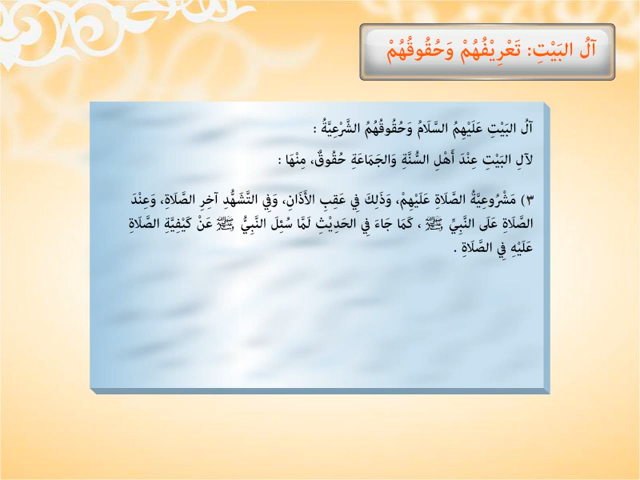 آلُ البَيْتِ: تَعْرِيْفُهُمْ وَحُقُوقُهُمْ
آلُ البَيْتِ عَلَيْهِمُ السَّلَامُ وَحُقُوقُهُمُ الشَّرْعِيَّةُ :
لآلِ البَيْتِ عِنْدَ أَهْلِ السُّنَّةِ وَالجَمَاعَةِ حُقُوقٌ، مِنْهَا :
٣) مَشْرُوعِيَّةُ الصَّلَاةِ عَلَيْهِمْ، وَذَلِكَ فِي عَقِبِ الأَذَانِ، وَفِي التَّشَهُّدِ آخِرِ الصَّلَاةِ، وَعِنْدَ
الصَّلَاةِ عَلَى النَّبِيِّ ﷺ ، كَمَا جَاءَ فِي الحَدِيْثِ لَمَّا سُئِلَ النَّبِيُّ ﷺ عَنْ كَيْفِيَّةِ الصَّلَاةِ
عَلَيْهِ فِي الصَّلَاةِ .